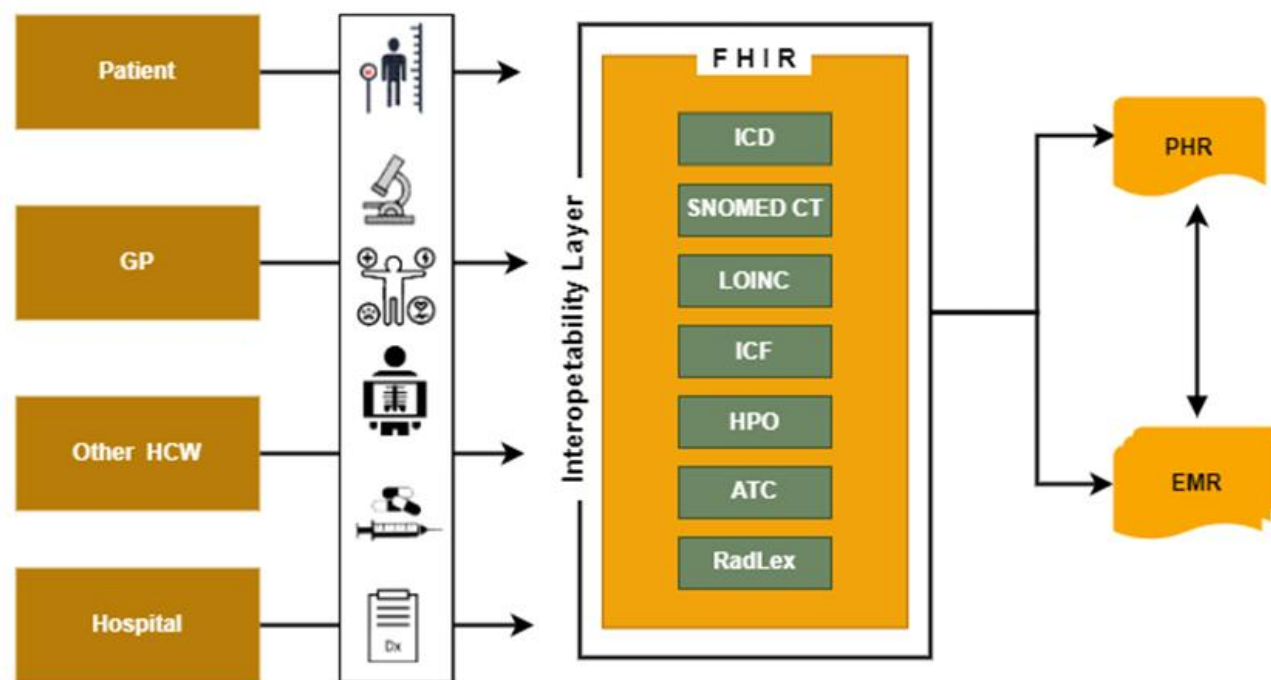 Patient
GP
Other HCW
Hospital
Dx
Interopetability Layer
FHIR
ICD
SNOMED CT
LOINC
ICF
HPO
ATC
RadLex
PHR
EMR